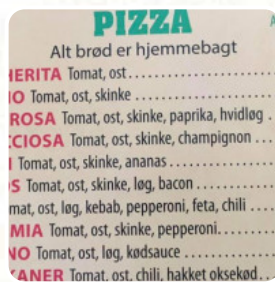 PIZZA
Alt brød er hjemmebagt
HERITA Tomat, ost
IO Tomat, ost, skinke
ROSA Tomat, ost, skinke, paprika, hvidløg .
CCIOSA Tomat, ost, skinke, champignon
I Tomat, ost, skinke, ananas
OS Tomat, ost, skinke, løg, bacon
mat, ost, løg, kebab, pepperoni, feta, chili
MIA Tomat, ost, skinke, pepperoni
NO Tomat, ost, løg, kødsauce
KANER Tomat, ost, chili, hakket oksekød